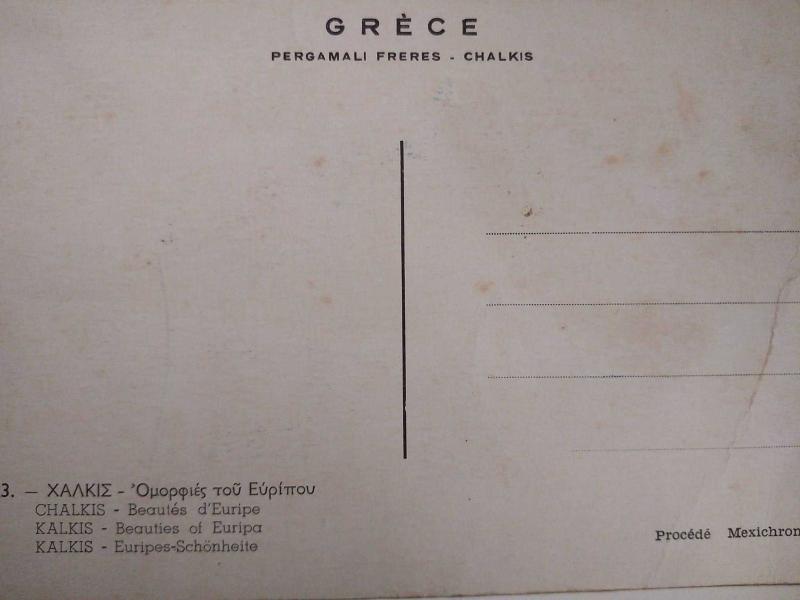 GRÈCE
PERGAMALI FRERES - CHALKIS
3. — ΧΑΛΚΙΣ - Ὀμορφιές τοῦ Εὐρίπου
CHALKIS - Beautés d'Euripe
KALKIS - Beauties of Euripa
KALKIS - Euripes-Schönheite
Procédé Mexichron